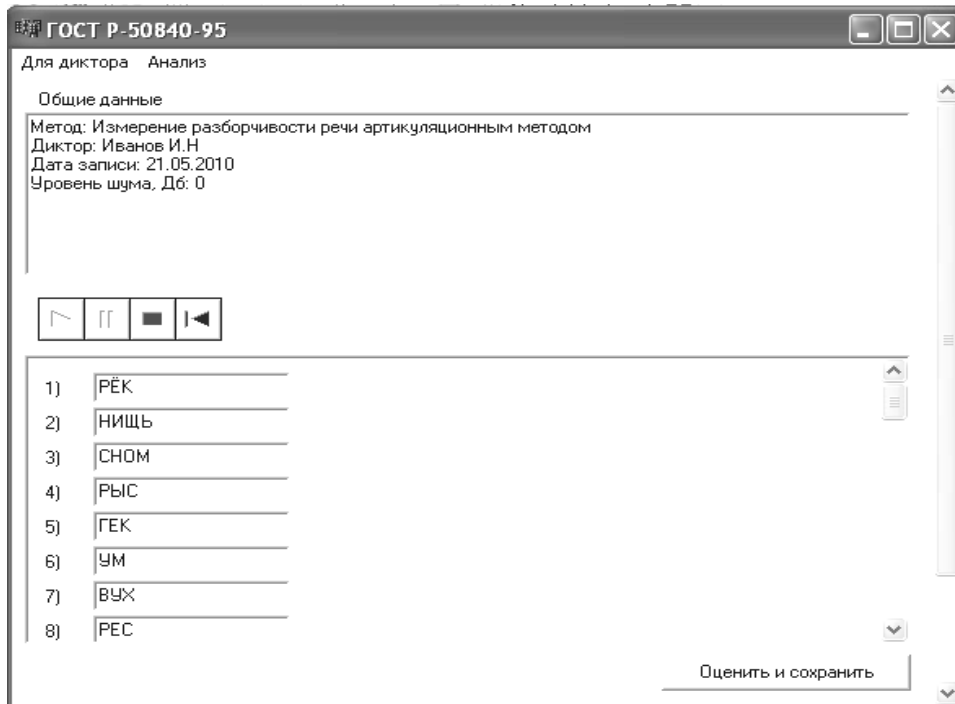 ГОСТ Р-50840-95
Для диктора Анализ
Общие данные
Метод: Измерение разборчивости речи артикуляционным методом
Диктор: Иванов И.Н
Дата записи: 21.05.2010
Уровень шума, Дб: 0
1) РЁК
2) НИЩЬ
3) СНОМ
4) РЫС
5) ГЕК
6) УМ
7) ВУХ
8) РЕС
Оценить и сохранить